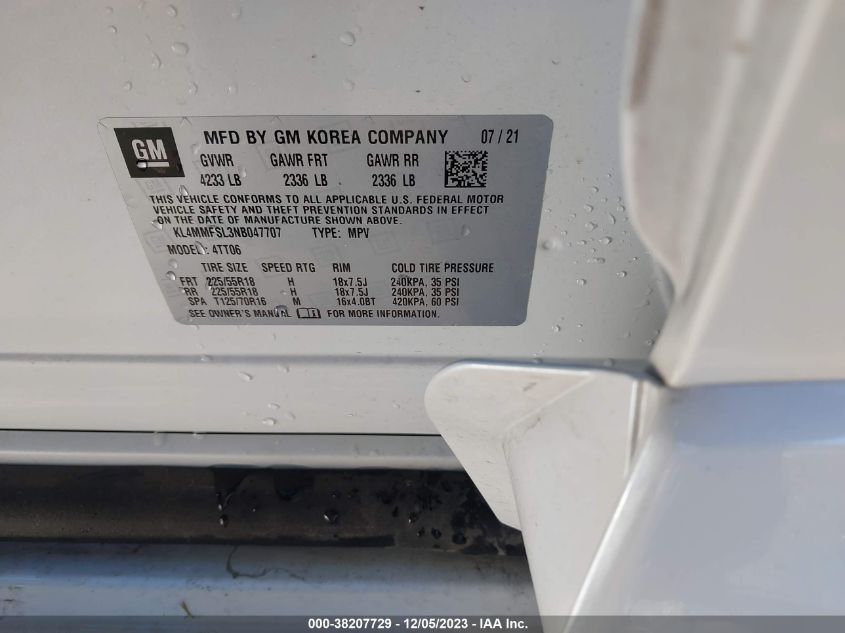 GM MFD BY GM KOREA COMPANY 07 / 21
GVWR GAWR FRT GAWR RR
4233 LB 2336 LB 2336 LB
THIS VEHICLE CONFORMS TO ALL APPLICABLE U.S. FEDERAL MOTOR
VEHICLE SAFETY AND THEFT PREVENTION STANDARDS IN EFFECT
ON THE DATE OF MANUFACTURE SHOWN ABOVE.
KL4MMFSL3NB047707 TYPE: MPV
MODEL: 4TT06
TIRE SIZE SPEED RTG RIM COLD TIRE PRESSURE
FRT 225/55R18 H 18x7.5J 240KPA, 35 PSI
RR 225/55R18 H 18x7.5J 240KPA, 35 PSI
SPA T125/70R16 M 16x4.0BT 420KPA, 60 PSI
SEE OWNER'S MANUAL FOR MORE INFORMATION.
000-38207729 - 12/05/2023 - IAA Inc.